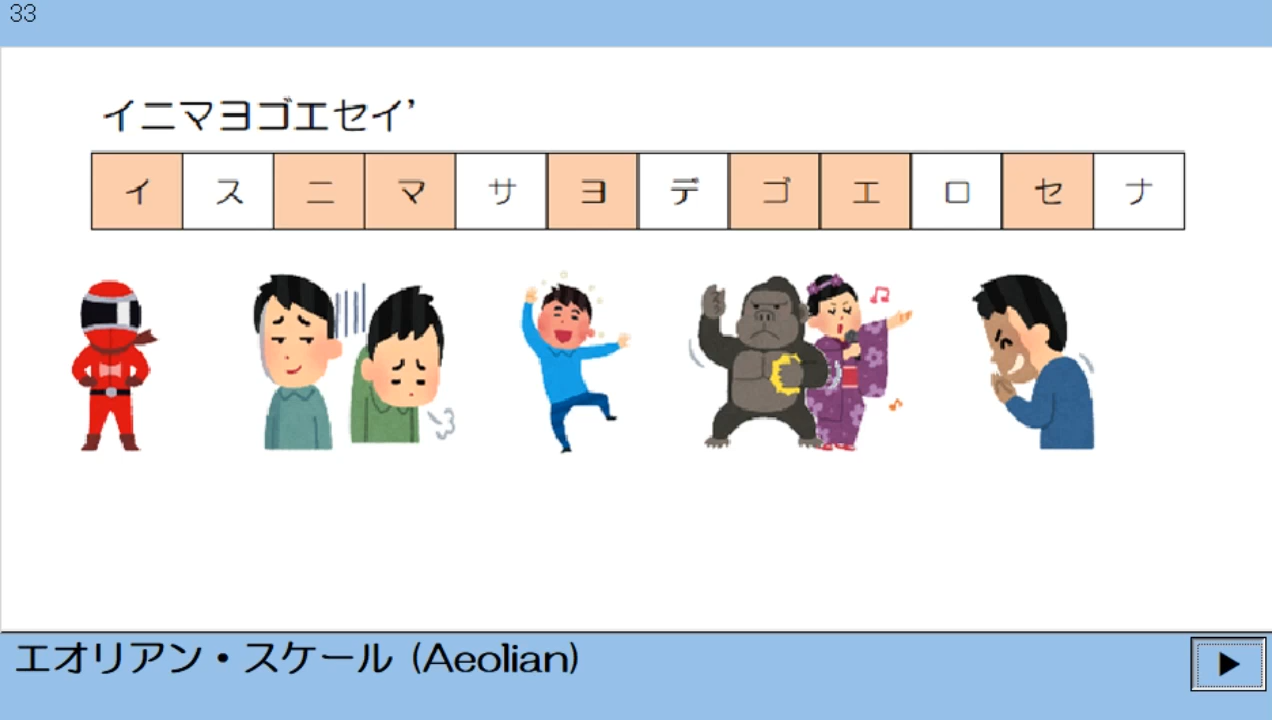 33
イニマヨゴエセイ’
イ ス ニ マ サ ヨ デ ゴ エ ロ セ ナ
エオリアン・スケール (Aeolian)